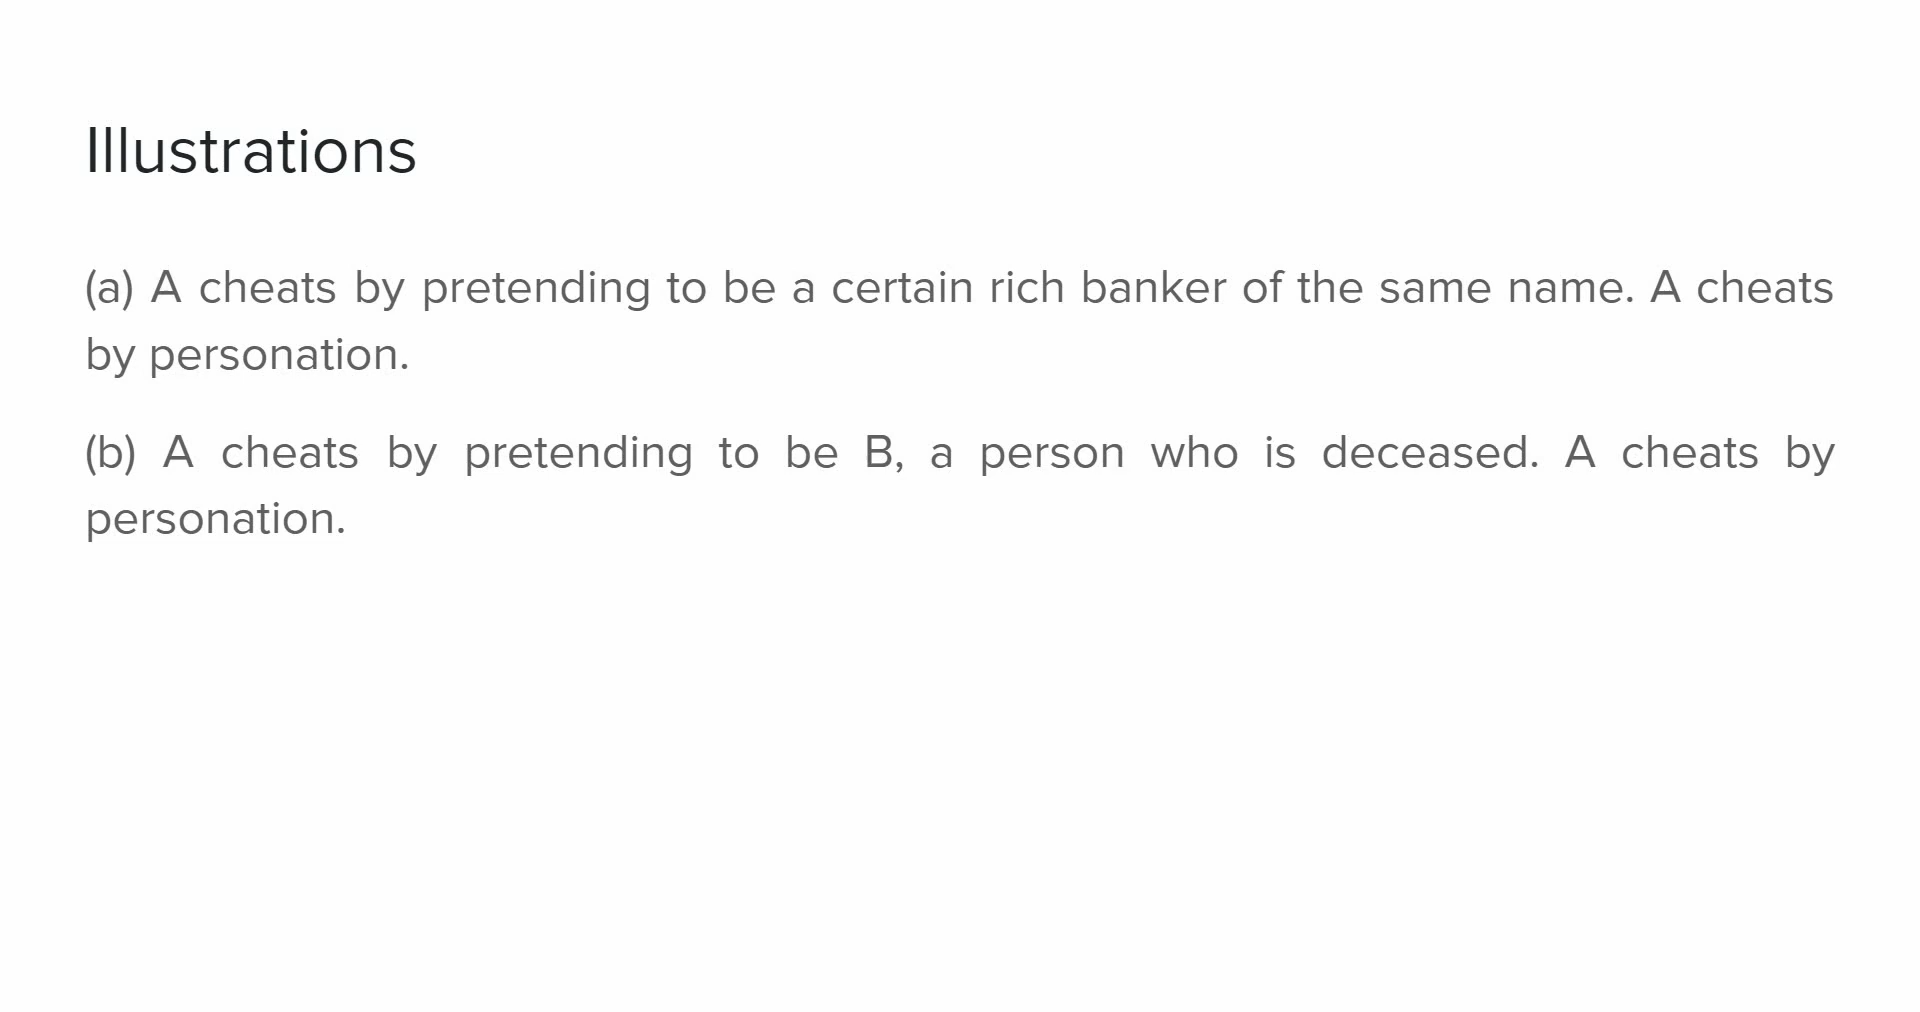 Illustrations
(a) A cheats by pretending to be a certain rich banker of the same name. A cheats
by personation.
(b) A cheats by pretending to be B, a person who is deceased. A cheats by
personation.